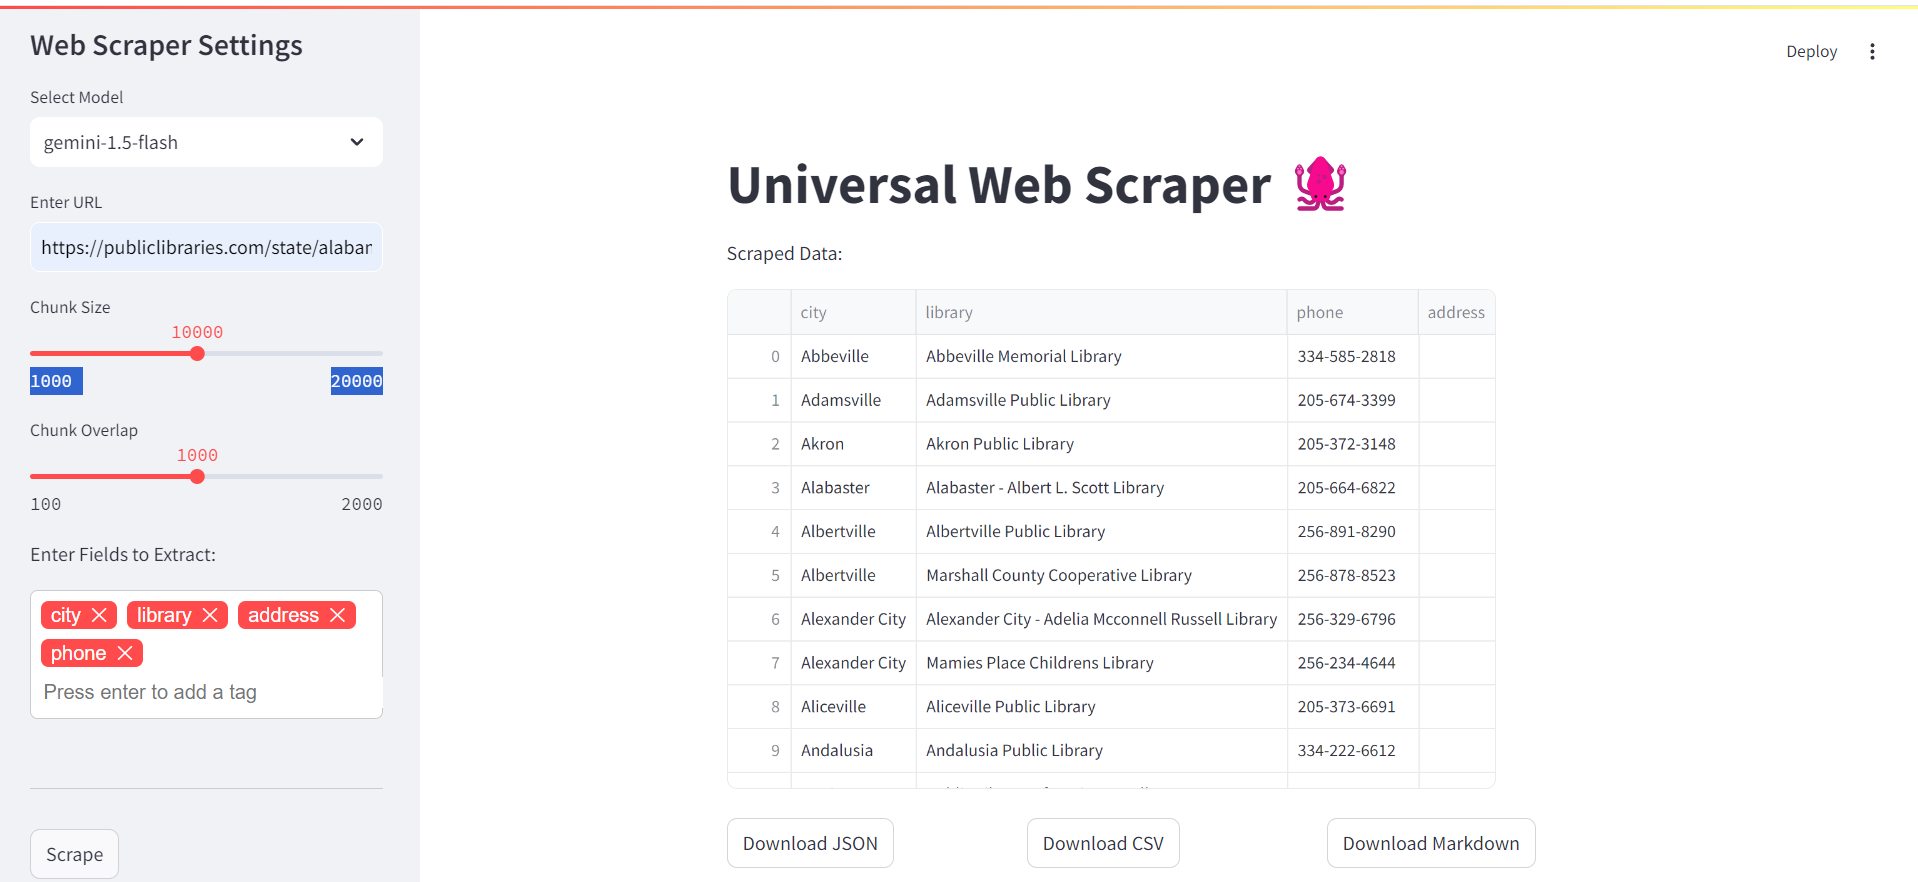 Web Scraper Settings
Select Model
gemini-1.5-flash
Enter URL
https://publiclibraries.com/state/alabar
Chunk Size
10000
1000 20000
Chunk Overlap
1000
100 2000
Enter Fields to Extract:
city library address
phone
Press enter to add a tag
Scrape
Deploy
Universal Web Scraper
Scraped Data:
city library phone address
0 Abbeville Abbeville Memorial Library 334-585-2818
1 Adamsville Adamsville Public Library 205-674-3399
2 Akron Akron Public Library 205-372-3148
3 Alabaster Alabaster - Albert L. Scott Library 205-664-6822
4 Albertville Albertville Public Library 256-891-8290
5 Albertville Marshall County Cooperative Library 256-878-8523
6 Alexander City Alexander City - Adelia Mcconnell Russell Library 256-329-6796
7 Alexander City Mamies Place Childrens Library 256-234-4644
8 Aliceville Aliceville Public Library 205-373-6691
9 Andalusia Andalusia Public Library 334-222-6612
Download JSON Download CSV Download Markdown